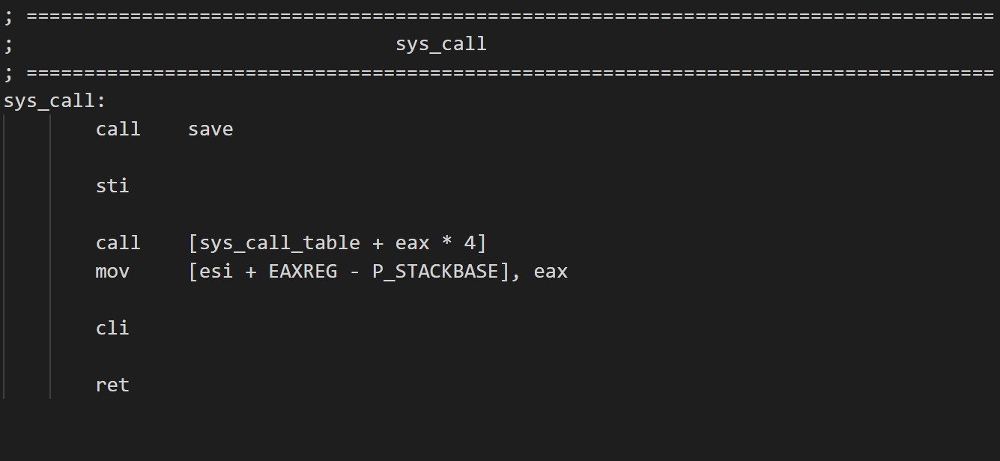 ; ====================================================================================
;                                 sys_call
; ====================================================================================
sys_call:
        call    save
        sti
        call    [sys_call_table + eax * 4]
        mov     [esi + EAXREG - P_STACKBASE], eax
        cli
        ret